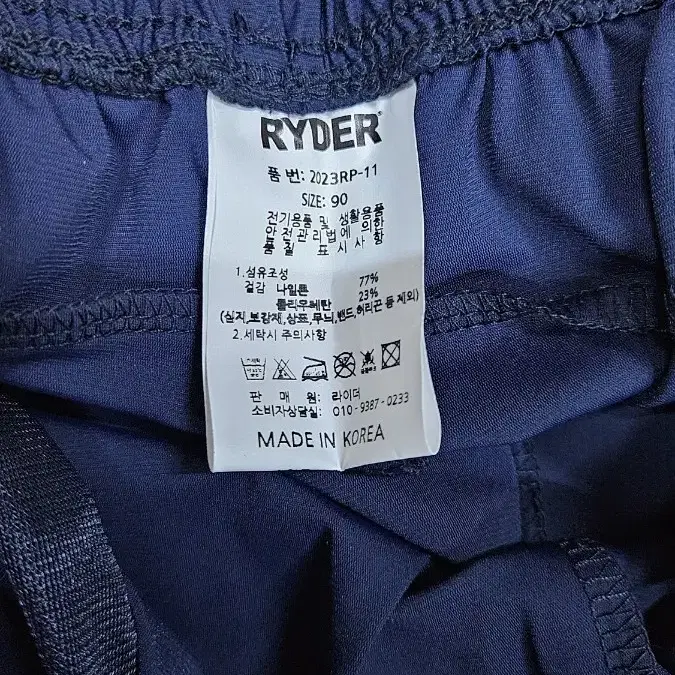 RYDER
품 번: 2023RP-11
SIZE: 90
전기용품 및 생활용품
안전관리법에 의한
품 질 표 시 사 항
1.섬유조성 77%
겉감 나일론 23%
폴리우레탄
(실지,보강재,상표,무늬,밴드,허리끈 등 제외)
2.세탁시 주의사항
판 매 원: 라이더
소비자상담실: 010-9387-0233
MADE IN KOREA